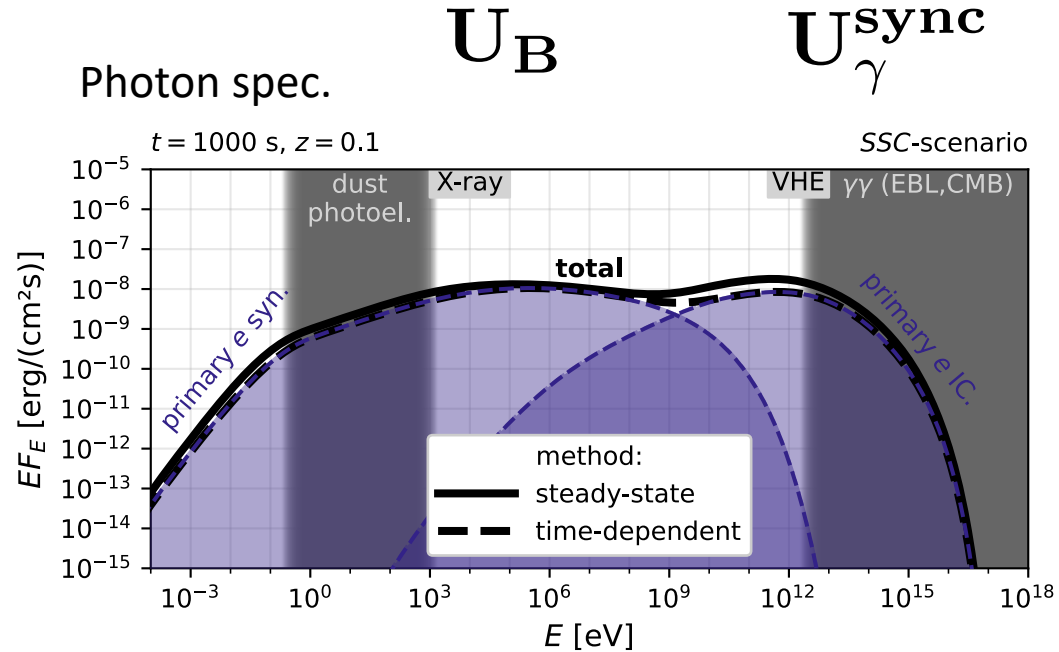 U_B U_γ^sync
Photon spec.
t = 1000 s, z = 0.1 SSC-scenario
dust
photoel.
X-ray
VHE
γγ (EBL,CMB)
total
primary e syn.
primary e IC.
method:
steady-state
time-dependent
EF_E [erg/(cm²s)]
10^-5
10^-6
10^-7
10^-8
10^-9
10^-10
10^-11
10^-12
10^-13
10^-14
10^-15
10^-3 10^0 10^3 10^6 10^9 10^12 10^15 10^18
E [eV]